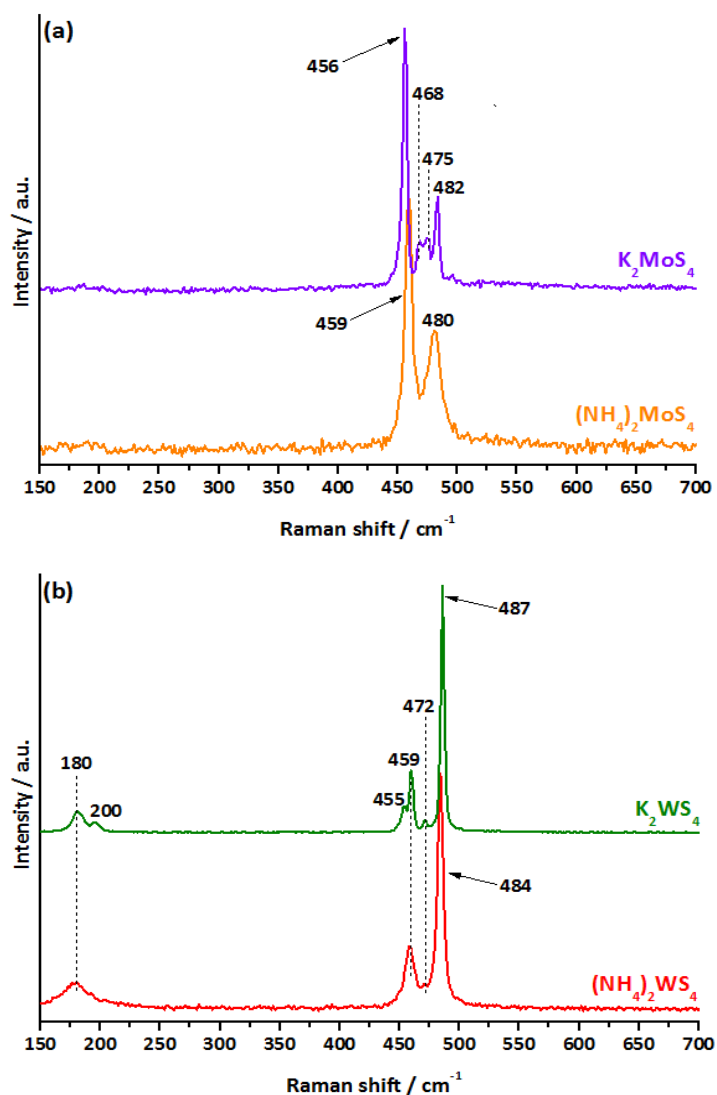 (a)
456
468
475
482
K₂MoS₄
459
480
(NH₄)₂MoS₄
Intensity / a.u.
150 200 250 300 350 400 450 500 550 600 650 700
Raman shift / cm⁻¹
(b)
487
472
180
459
200
455
K₂WS₄
484
(NH₄)₂WS₄
Intensity / a.u.
150 200 250 300 350 400 450 500 550 600 650 700
Raman shift / cm⁻¹